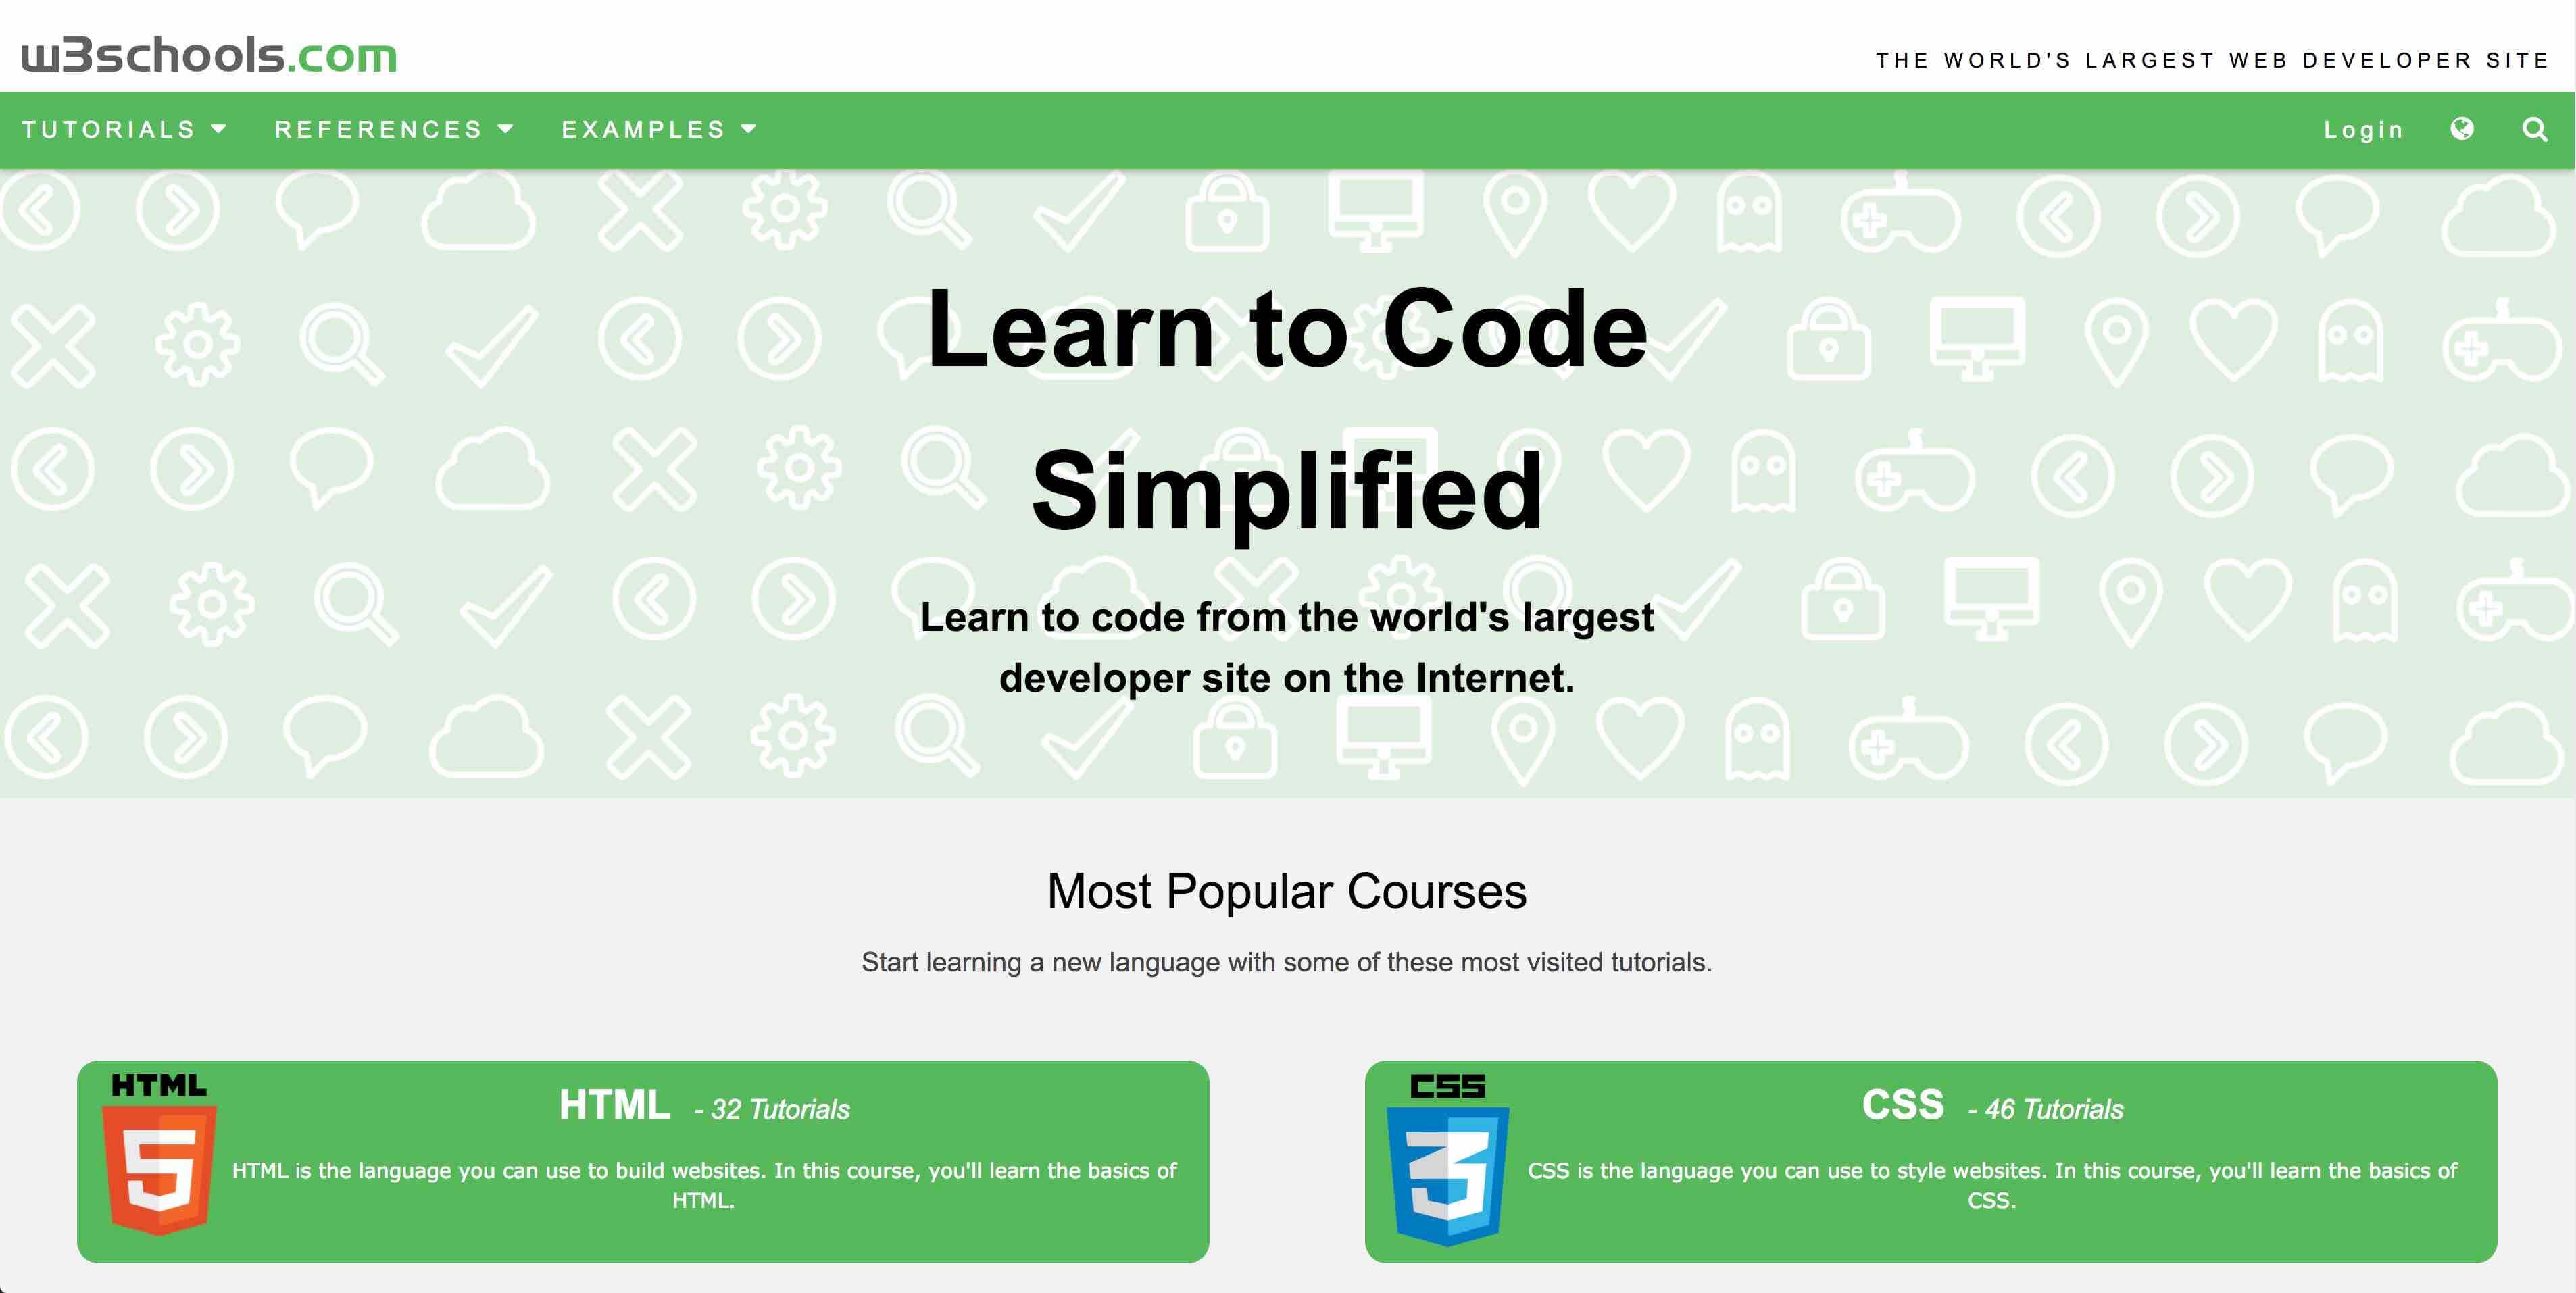 w3schools.com
THE WORLD'S LARGEST WEB DEVELOPER SITE
TUTORIALS REFERENCES EXAMPLES Login
Learn to Code
Simplified
Learn to code from the world's largest
developer site on the Internet.
Most Popular Courses
Start learning a new language with some of these most visited tutorials.
HTML
5
HTML - 32 Tutorials
HTML is the language you can use to build websites. In this course, you'll learn the basics of
HTML.
CSS
3
CSS - 46 Tutorials
CSS is the language you can use to style websites. In this course, you'll learn the basics of
CSS.